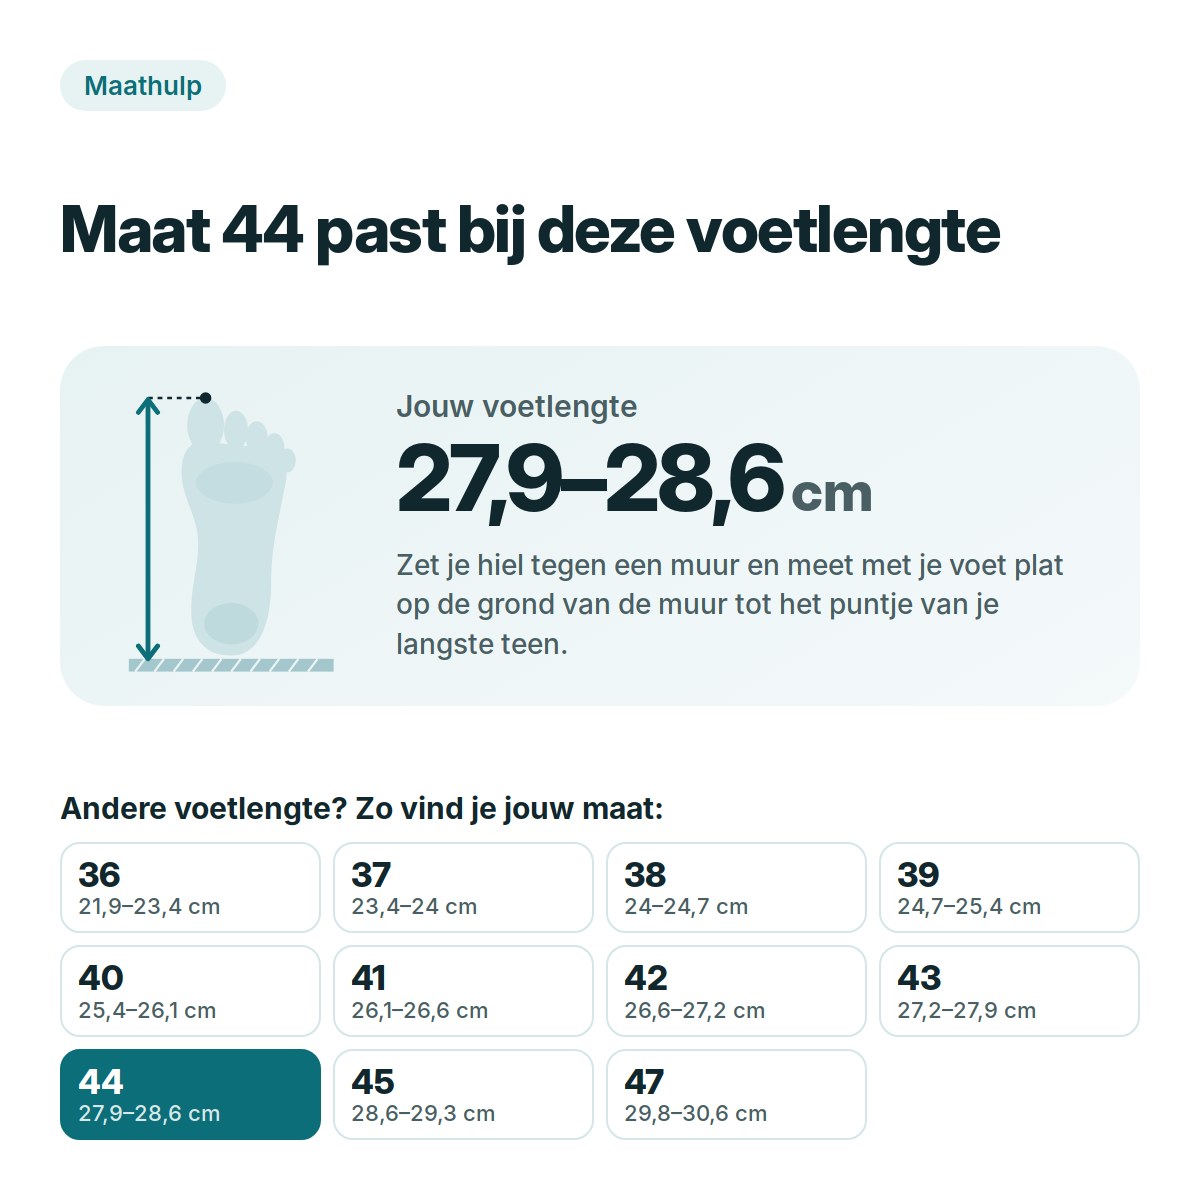 Maathulp
Maat 44 past bij deze voetlengte
Jouw voetlengte
27,9–28,6 cm
Zet je hiel tegen een muur en meet met je voet plat
op de grond van de muur tot het puntje van je
langste teen.
Andere voetlengte? Zo vind je jouw maat:
36
21,9–23,4 cm
37
23,4–24 cm
38
24–24,7 cm
39
24,7–25,4 cm
40
25,4–26,1 cm
41
26,1–26,6 cm
42
26,6–27,2 cm
43
27,2–27,9 cm
44
27,9–28,6 cm
45
28,6–29,3 cm
47
29,8–30,6 cm